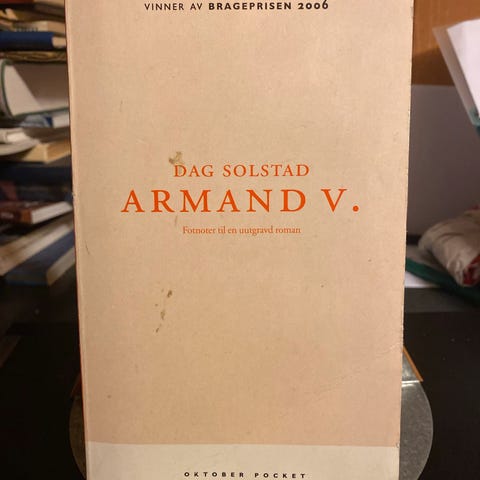 VINNER AV BRAGEPRISEN 2006
DAG SOLSTAD
ARMAND V.
Fotnoter til en uutgravd roman
OKTOBER POCKET